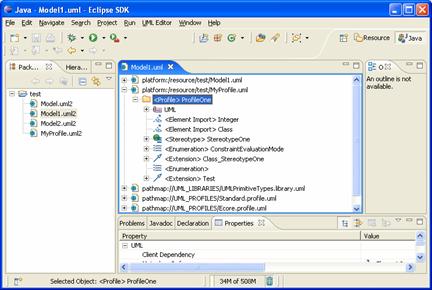 Java - Model1.uml - Eclipse SDK
File Edit Navigate Search Project Run UML Editor Window Help
Resource Java
Pack... Hierar...
test
Model.uml2
Model1.uml2
Model2.uml2
MyProfile.uml2
Model1.uml
platform:/resource/test/Model1.uml
platform:/resource/test/MyProfile.uml
<Profile> ProfileOne
UML
<Element Import> Integer
<Element Import> Class
<Stereotype> StereotypeOne
<Enumeration> ConstraintEvaluationMode
<Extension> Class_StereotypeOne
<Enumeration>
<Extension> Test
pathmap://UML_LIBRARIES/UMLPrimitiveTypes.library.uml
pathmap://UML_PROFILES/Standard.profile.uml
pathmap://UML_PROFILES/Ecore.profile.uml
An outline is not available.
Problems Javadoc Declaration Properties
Property Value
UML
Client Dependency
Selected Object: <Profile> ProfileOne 34M of 508M